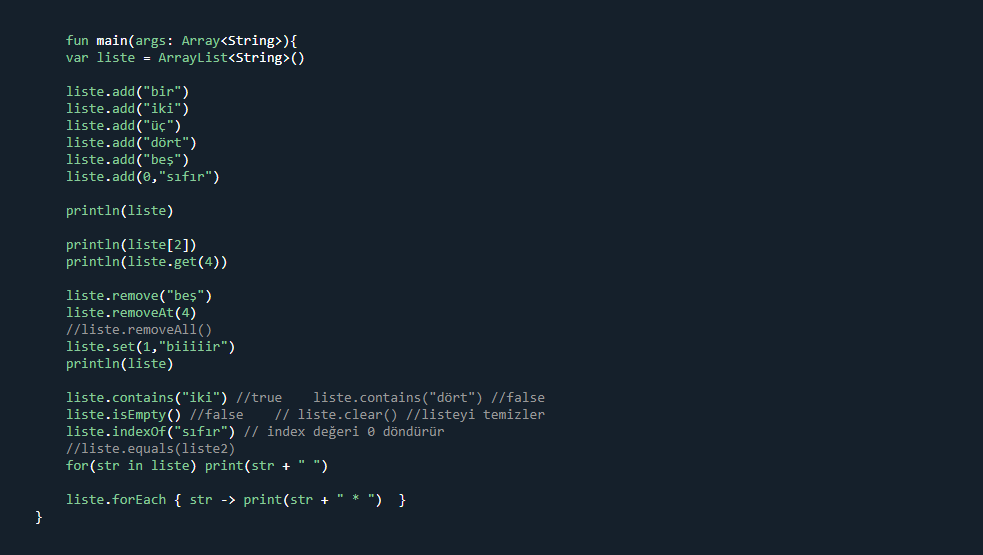 fun main(args: Array<String>){
var liste = ArrayList<String>()
liste.add("bir")
liste.add("iki")
liste.add("üç")
liste.add("dört")
liste.add("beş")
liste.add(0,"sıfır")
println(liste)
println(liste[2])
println(liste.get(4))
liste.remove("beş")
liste.removeAt(4)
//liste.removeAll()
liste.set(1,"biiiiir")
println(liste)
liste.contains("iki") //true    liste.contains("dört") //false
liste.isEmpty() //false    // liste.clear() //listeyi temizler
liste.indexOf("sıfır") // index değeri 0 döndürür
//liste.equals(liste2)
for(str in liste) print(str + " ")
liste.forEach { str -> print(str + " * ")  }
}